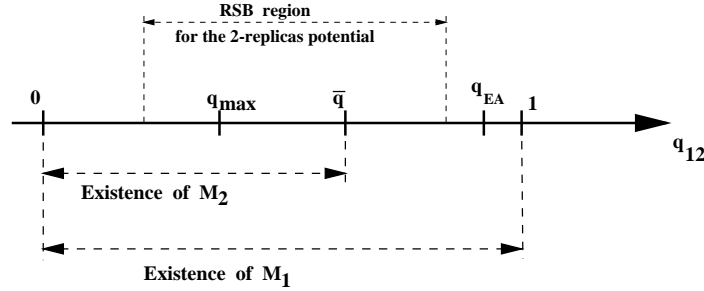 RSB region
for the 2-replicas potential
0
q_max
q̅
q_EA
1
q_12
Existence of M_2
Existence of M_1